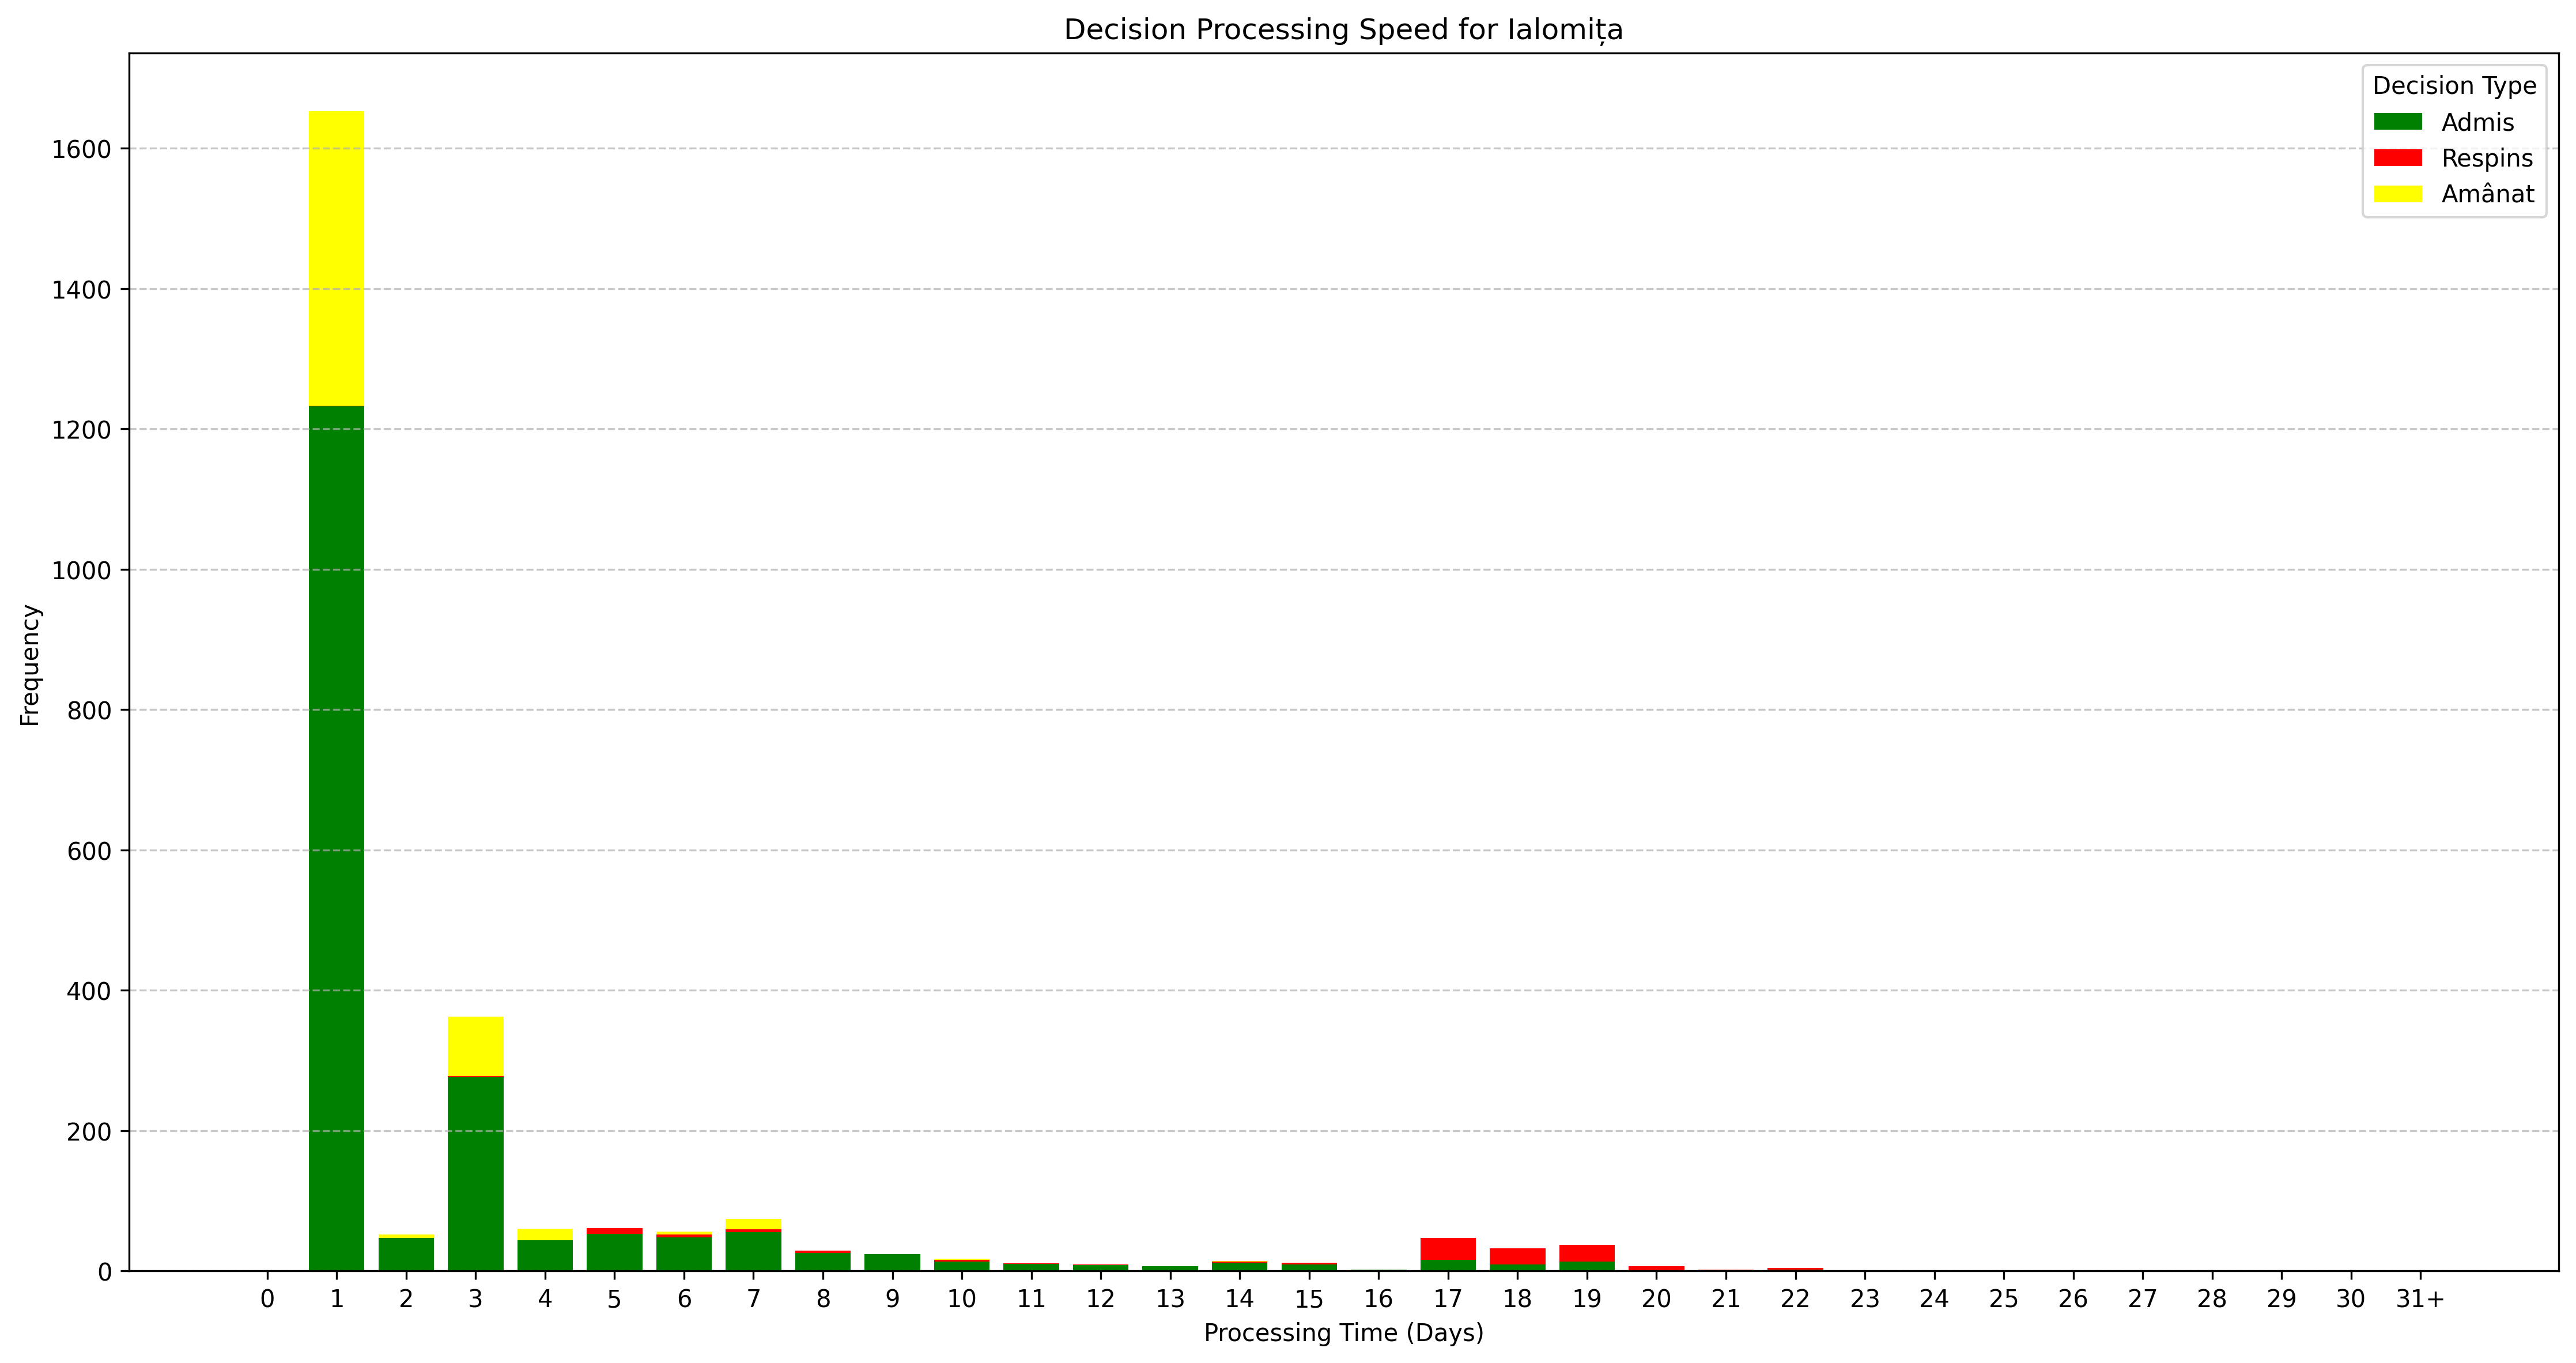 Decision Processing Speed for Ialomița
Decision Type
Admis
Respins
Amânat
1600
1400
1200
1000
800
600
400
200
0
Frequency
0 1 2 3 4 5 6 7 8 9 10 11 12 13 14 15 16 17 18 19 20 21 22 23 24 25 26 27 28 29 30 31+
Processing Time (Days)